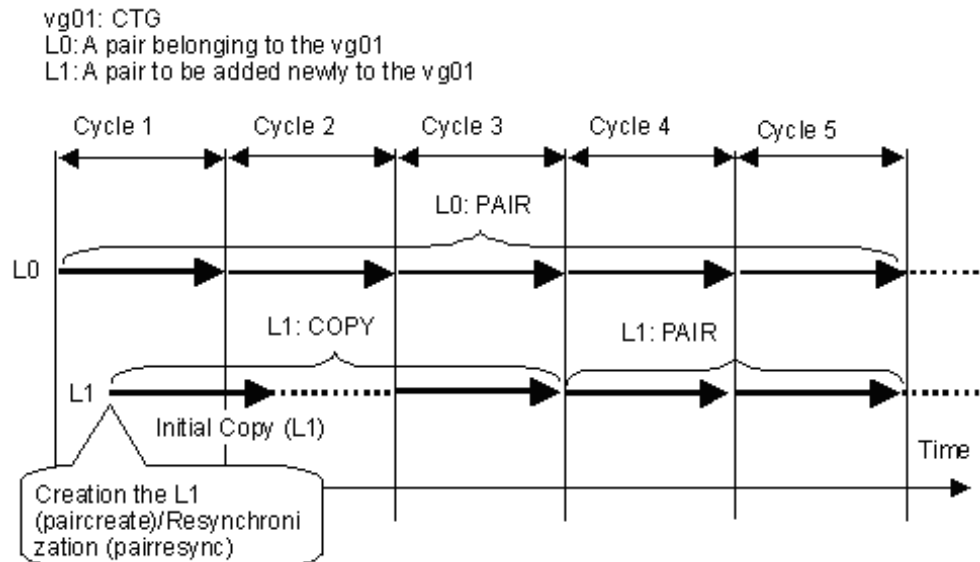 vg01: CTG
L0: A pair belonging to the vg01
L1: A pair to be added newly to the vg01
Cycle 1
Cycle 2
Cycle 3
Cycle 4
Cycle 5
L0: PAIR
L0
L1: COPY
L1: PAIR
L1
Initial Copy (L1)
Time
Creation the L1
(paircreate)/Resynchroni
zation (pairresync)